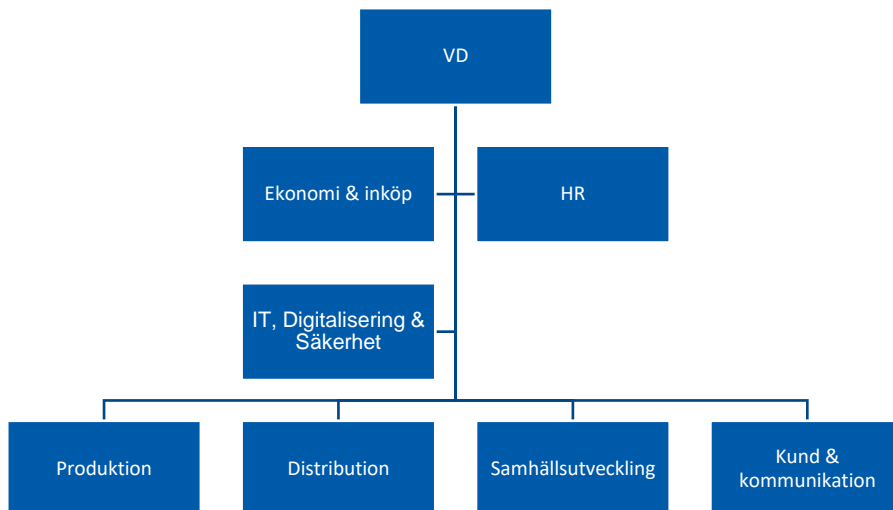 VD
Ekonomi & inköp
HR
IT, Digitalisering &
Säkerhet
Produktion
Distribution
Samhällsutveckling
Kund &
kommunikation